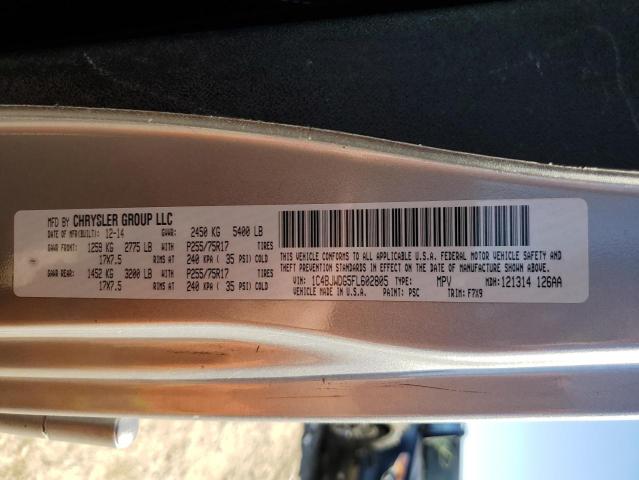 MFD BY CHRYSLER GROUP LLC
DATE OF MFR(BUILT): 12-14 GVWR: 2450 KG 5400 LB
GAWR FRONT: 1259 KG 2775 LB WITH P255/75R17 TIRES
17X7.5 RIMS AT 240 KPA ( 35 PSI) COLD
GAWR REAR: 1452 KG 3200 LB WITH P255/75R17 TIRES
17X7.5 RIMS AT 240 KPA ( 35 PSI) COLD
THIS VEHICLE CONFORMS TO ALL APPLICABLE U.S.A. FEDERAL MOTOR VEHICLE SAFETY AND
THEFT PREVENTION STANDARDS IN EFFECT ON THE DATE OF MANUFACTURE SHOWN ABOVE.
VIN: 1C4BJWDG5FL602805 TYPE: MPV MDH: 121314 126AA
VEHICLE MADE IN U.S.A. PAINT: PSC TRIM: F7X9